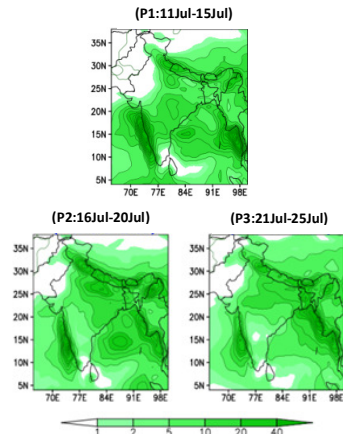 (P1:11Jul-15Jul)
35N
30N
25N
20N
15N
10N
5N
70E 77E 84E 91E 98E
(P2:16Jul-20Jul) (P3:21Jul-25Jul)
35N 35N
30N 30N
25N 25N
20N 20N
15N 15N
10N 10N
5N 5N
70E 77E 84E 91E 98E 70E 77E 84E 91E 98E
1 2 5 10 20 40